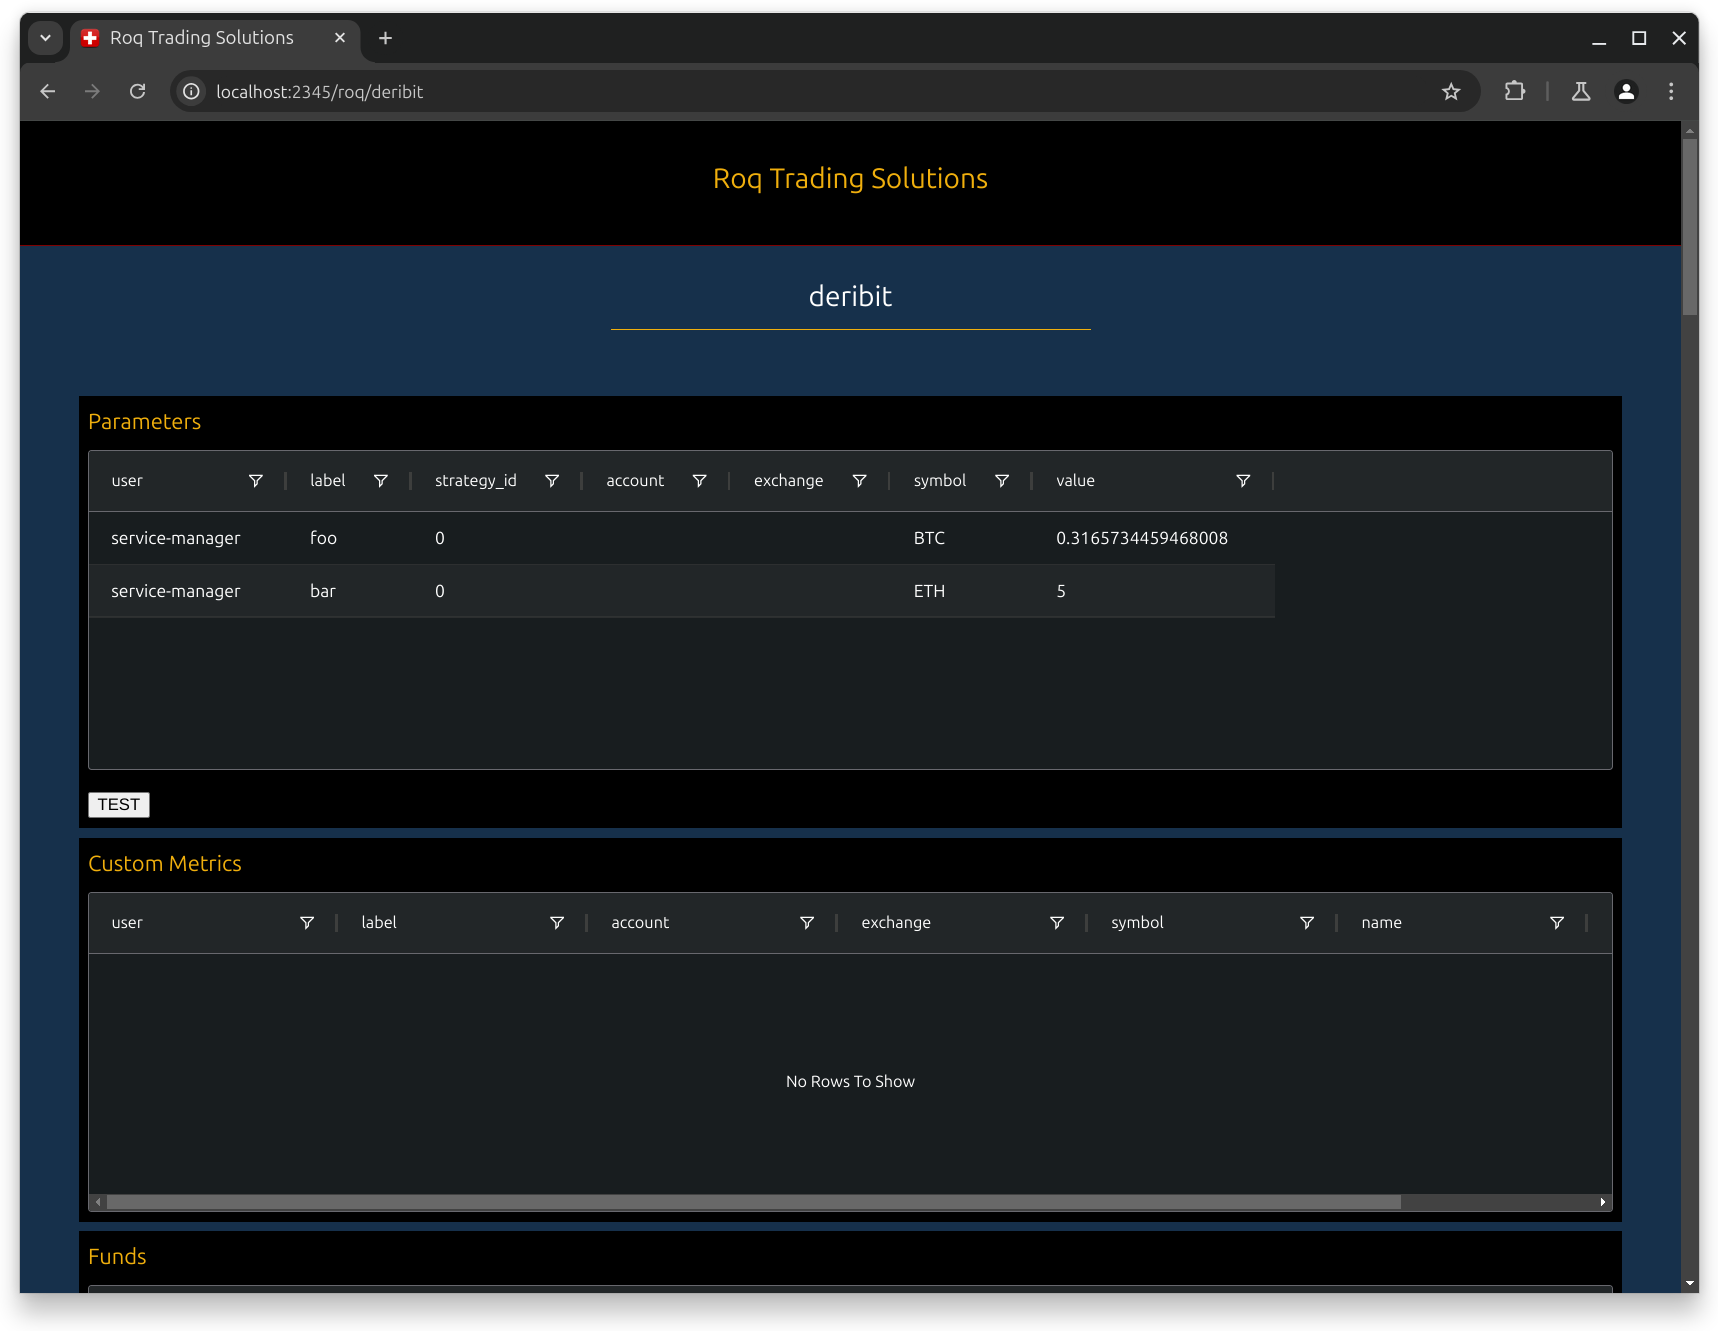 Roq Trading Solutions
localhost:2345/roq/deribit
Roq Trading Solutions
deribit
Parameters
user label strategy_id account exchange symbol value
service-manager foo 0 BTC 0.3165734459468008
service-manager bar 0 ETH 5
TEST
Custom Metrics
user label account exchange symbol name
No Rows To Show
Funds